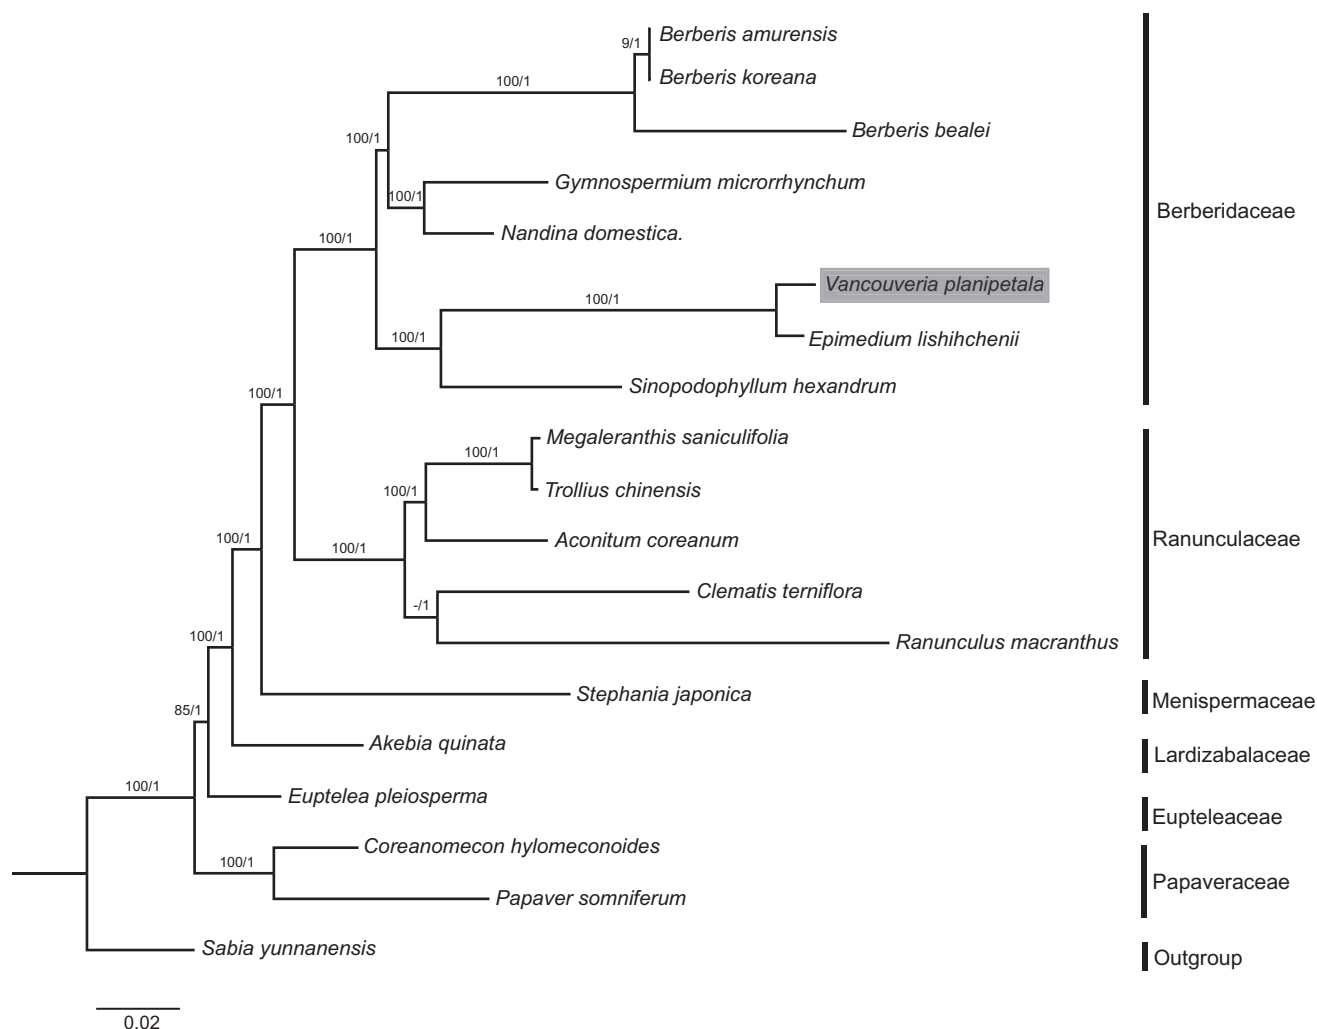 9/1
Berberis amurensis
Berberis koreana
100/1
Berberis bealei
100/1
Gymnospermium microrrhynchum
100/1
Nandina domestica.
Berberidaceae
100/1
Vancouveria planipetala
100/1
Epimedium lishihchenii
100/1
Sinopodophyllum hexandrum
100/1
Megaleranthis saniculifolia
100/1
Trollius chinensis
100/1
Aconitum coreanum
Ranunculaceae
100/1
Clematis terniflora
-/1
Ranunculus macranthus
100/1
Stephania japonica
Menispermaceae
100/1
Akebia quinata
Lardizabalaceae
85/1
Euptelea pleiosperma
Eupteleaceae
100/1
Coreanomecon hylomeconoides
100/1
Papaver somniferum
Papaveraceae
Sabia yunnanensis
Outgroup
0.02